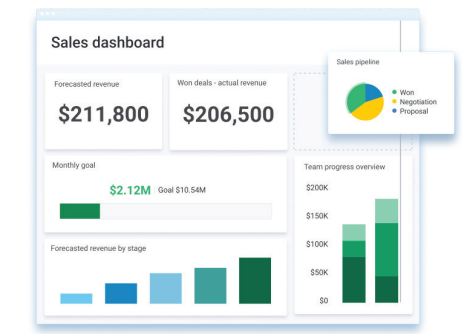 Sales dashboard
Sales pipeline
Won
Negotiation
Proposal
Forecasted revenue
$211,800
Won deals - actual revenue
$206,500
Monthly goal
$2.12M Goal $10.54M
Team progress overview
$200K
$150K
$100K
$50K
$0
Forecasted revenue by stage